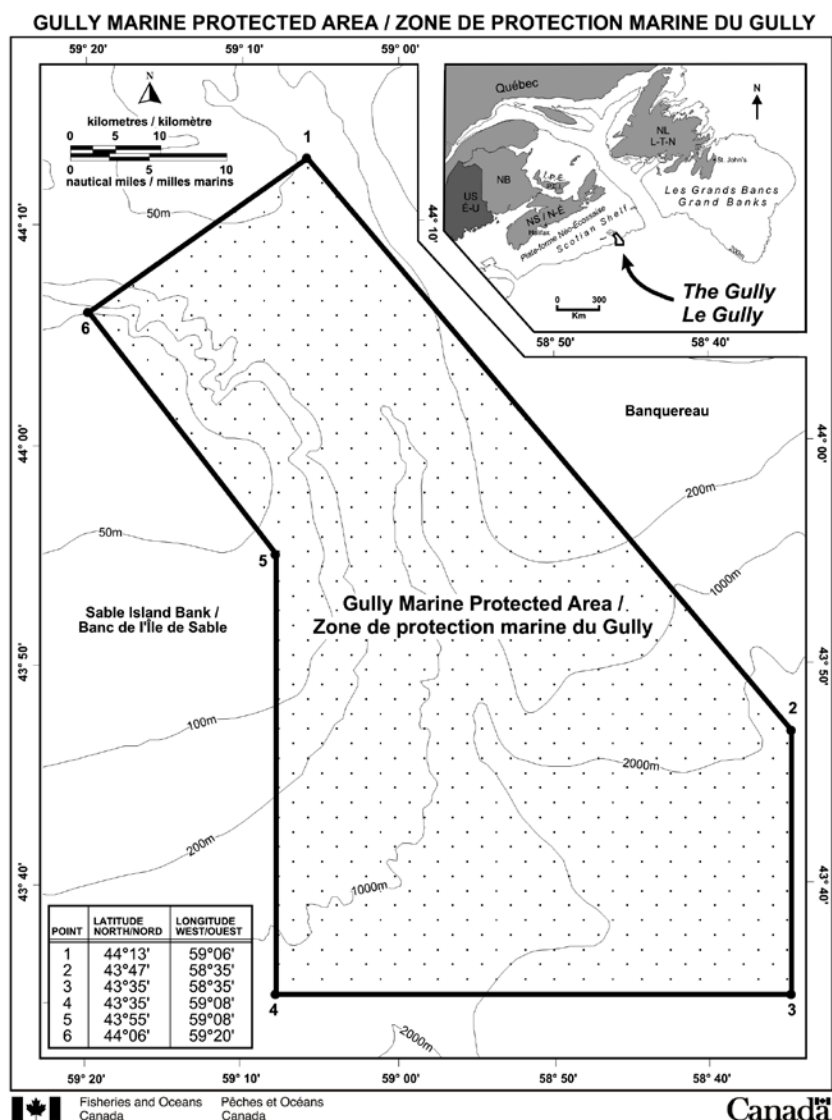 GULLY MARINE PROTECTED AREA / ZONE DE PROTECTION MARINE DU GULLY
59° 20'
59° 10'
59° 00'
N
kilometres / kilomètre
0 5 10
0 5 10
nautical miles / milles marins
1
50m
44° 10'
44° 10'
Québec
N
NL
L-T-N
St. John's
NB
US
É-U
NS / N-É
Halifax
Plate-forme Néo-Écossaise
Scotian Shelf
Les Grands Bancs
Grand Banks
200m
0 300
Km
The Gully
Le Gully
58° 50'
58° 40'
6
Banquereau
44° 00'
44° 00'
200m
50m
5
1000m
Sable Island Bank /
Banc de l'Île de Sable
Gully Marine Protected Area /
Zone de protection marine du Gully
43° 50'
43° 50'
2
100m
2000m
200m
43° 40'
43° 40'
1000m
POINT LATITUDE NORTH/NORD LONGITUDE WEST/OUEST
1 44°13' 59°06'
2 43°47' 58°35'
3 43°35' 58°35'
4 43°35' 59°08'
5 43°55' 59°08'
6 44°06' 59°20'
4
3
2000m
59° 20'
59° 10'
59° 00'
58° 50'
58° 40'
Fisheries and Oceans Pêches et Océans
Canada Canada
Canada